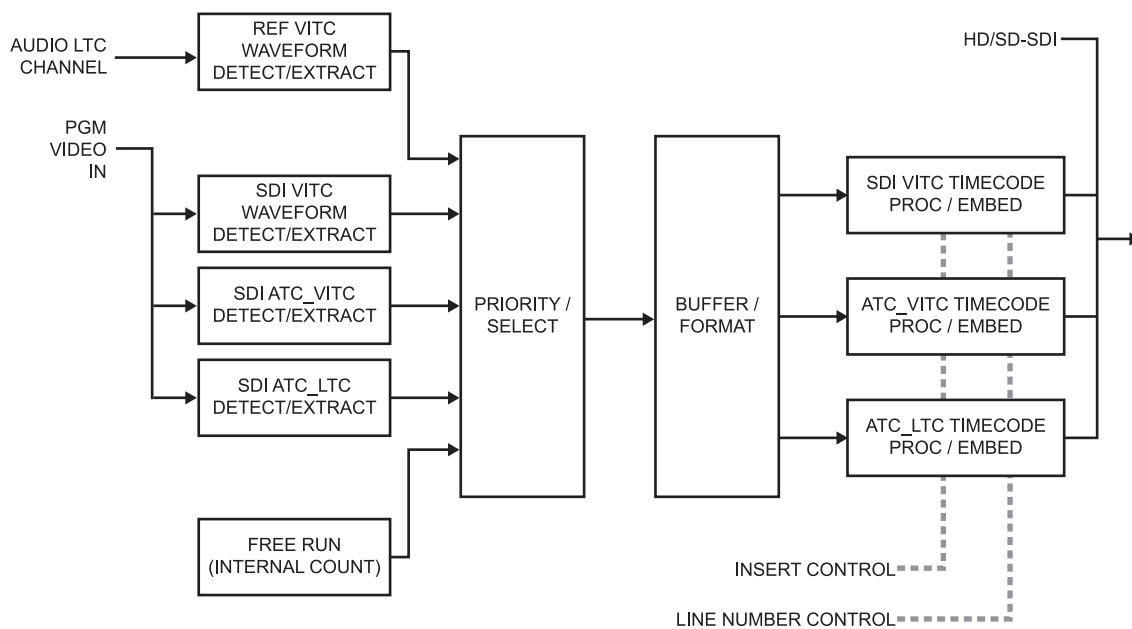 AUDIO LTC
CHANNEL
REF VITC
WAVEFORM
DETECT/EXTRACT
HD/SD-SDI
PGM
VIDEO
IN
SDI VITC
WAVEFORM
DETECT/EXTRACT
SDI ATC_VITC
DETECT/EXTRACT
SDI ATC_LTC
DETECT/EXTRACT
FREE RUN
(INTERNAL COUNT)
PRIORITY /
SELECT
BUFFER /
FORMAT
SDI VITC TIMECODE
PROC / EMBED
ATC_VITC TIMECODE
PROC / EMBED
ATC_LTC TIMECODE
PROC / EMBED
INSERT CONTROL
LINE NUMBER CONTROL